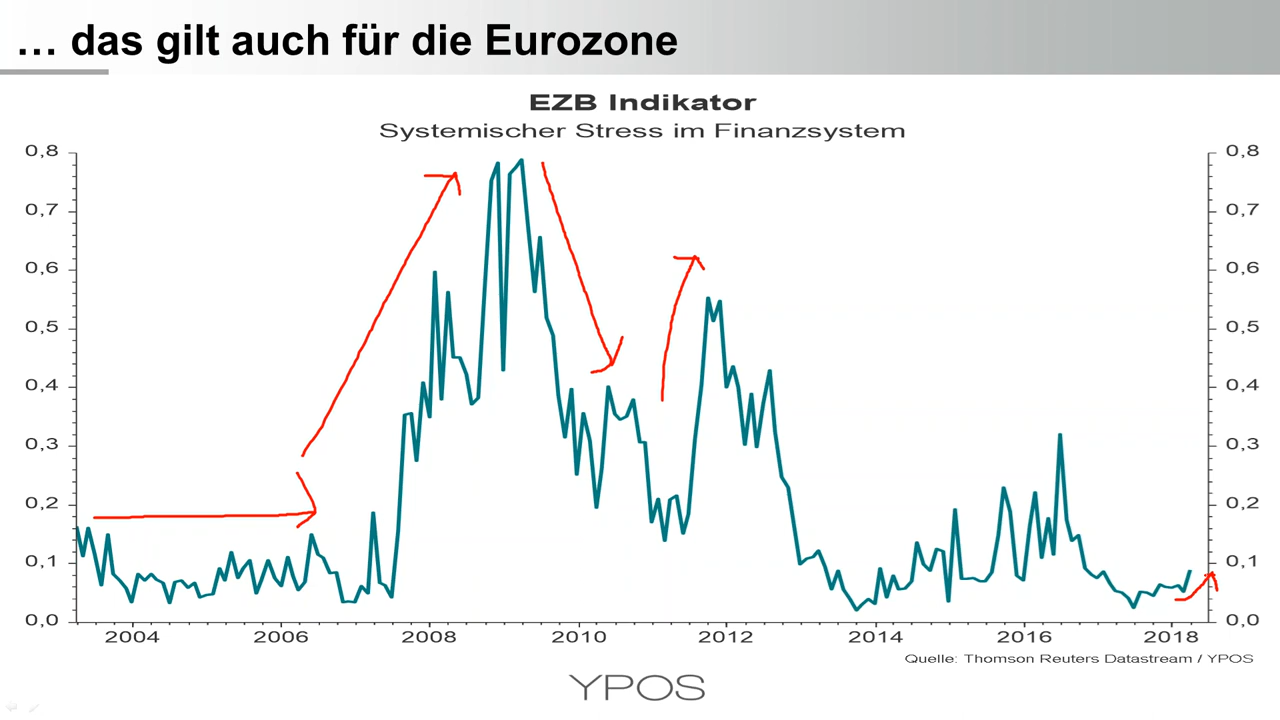 … das gilt auch für die Eurozone
EZB Indikator
Systemischer Stress im Finanzsystem
0,8 0,8
0,7 0,7
0,6 0,6
0,5 0,5
0,4 0,4
0,3 0,3
0,2 0,2
0,1 0,1
0,0 0,0
2004 2006 2008 2010 2012 2014 2016 2018
Quelle: Thomson Reuters Datastream / YPOS
YPOS